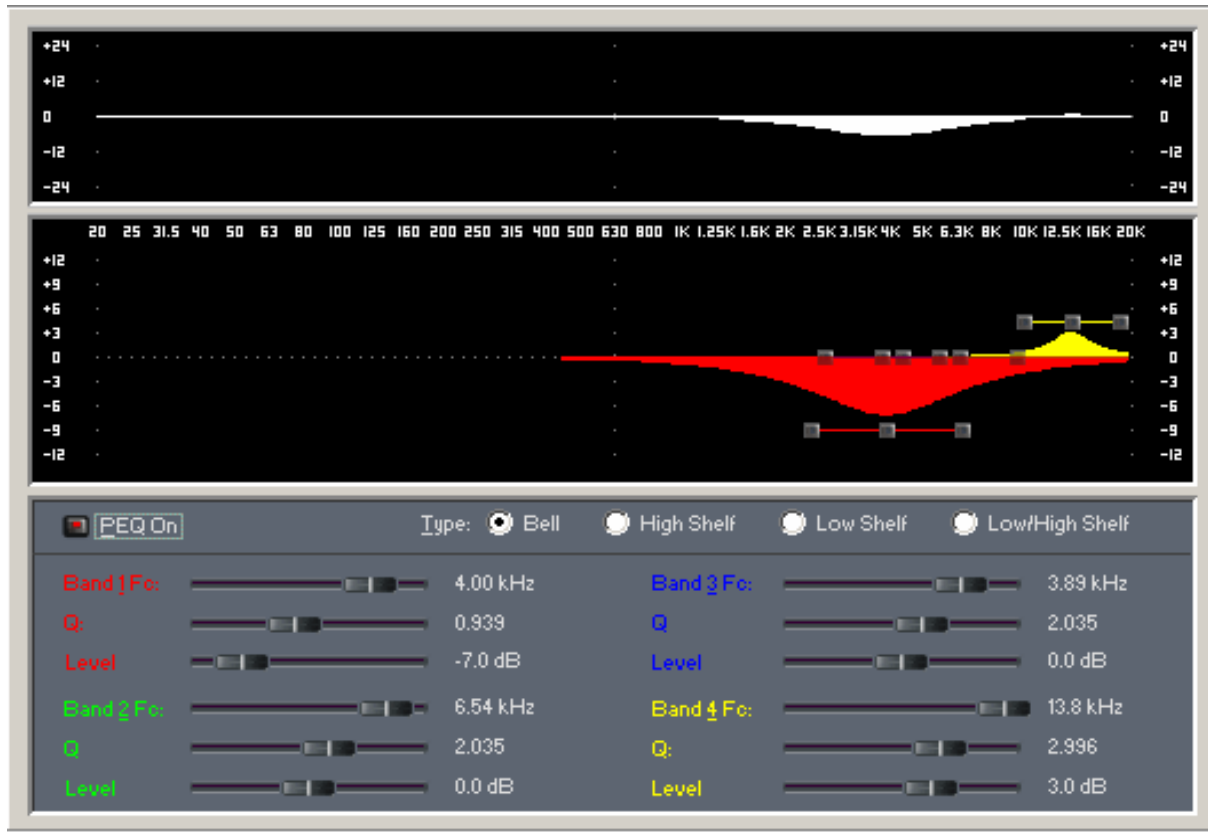 +24 +24
+12 +12
0 0
-12 -12
-24 -24
20 25 31.5 40 50 63 80 100 125 160 200 250 315 400 500 630 800 1K 1.25K 1.6K 2K 2.5K 3.15K 4K 5K 6.3K 8K 10K 12.5K 16K 20K
+12 +12
+9 +9
+6 +6
+3 +3
0 0
-3 -3
-6 -6
-9 -9
-12 -12
PEQ On Type: Bell High Shelf Low Shelf Low/High Shelf
Band 1 Fc: 4.00 kHz Band 3 Fc: 3.89 kHz
Q: 0.939 Q 2.035
Level -7.0 dB Level 0.0 dB
Band 2 Fc: 6.54 kHz Band 4 Fc: 13.8 kHz
Q 2.035 Q: 2.996
Level 0.0 dB Level 3.0 dB